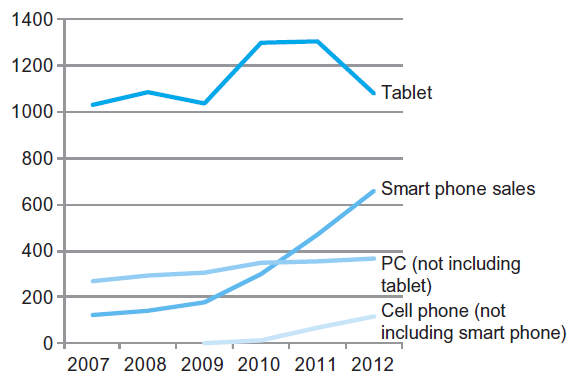 1400
1200
1000
800
600
400
200
0
Tablet
Smart phone sales
PC (not including
tablet)
Cell phone (not
including smart phone)
2007 2008 2009 2010 2011 2012